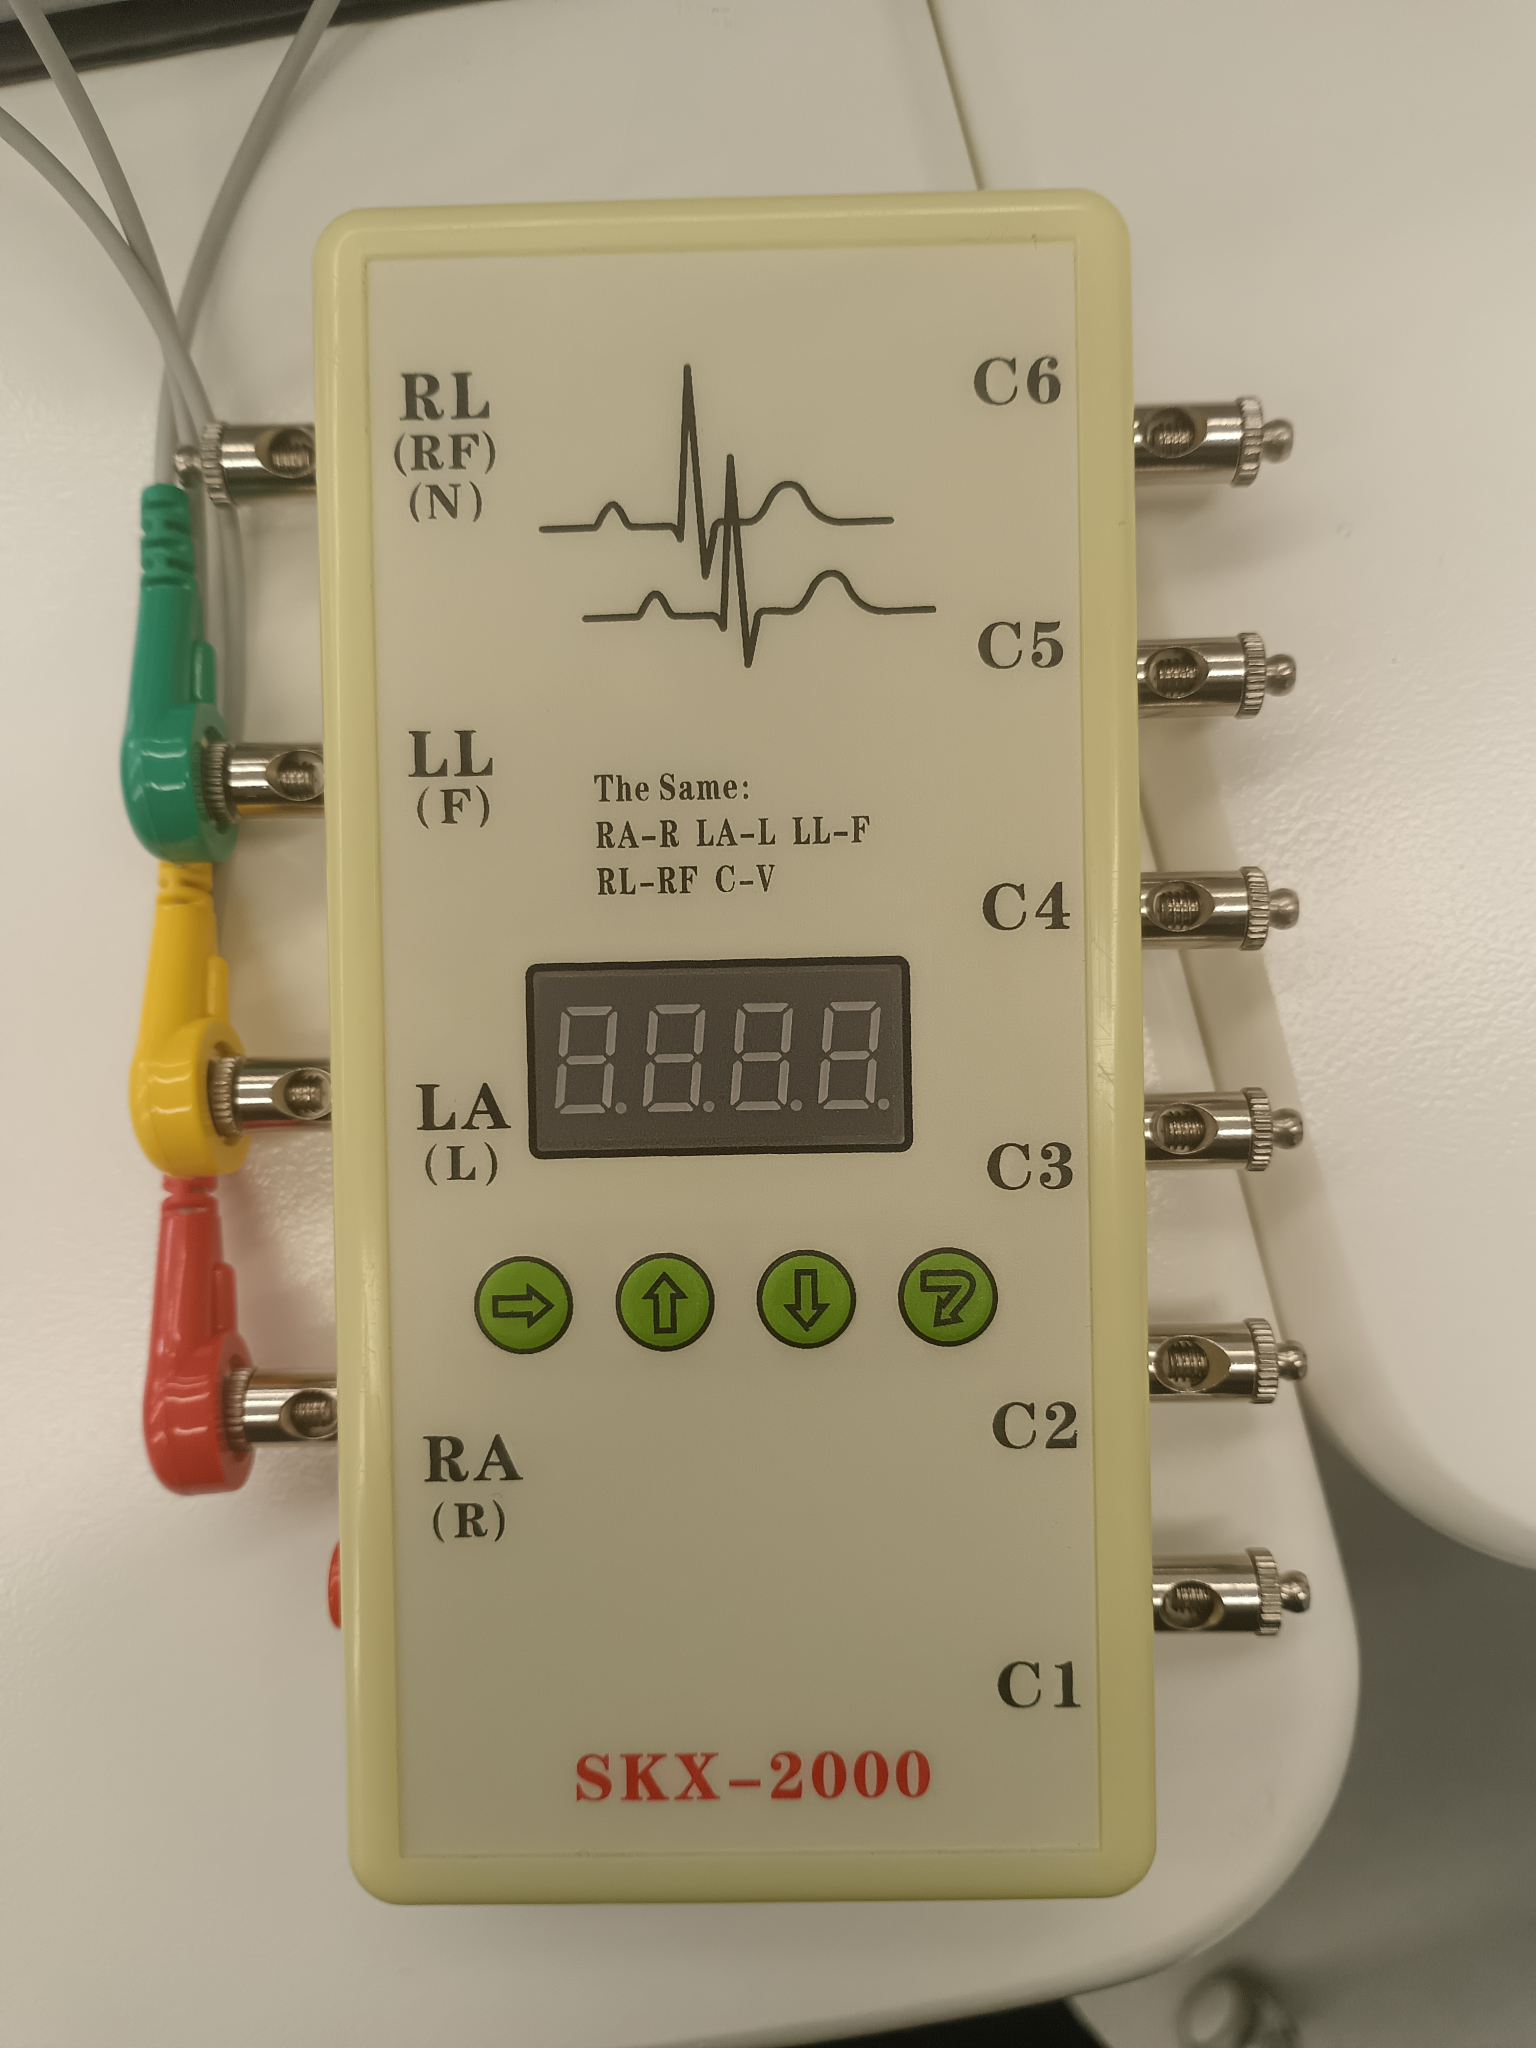 RL
(RF)
(N)
C6
C5
LL
(F)
The Same:
RA-R LA-L LL-F
RL-RF C-V
C4
LA
(L)
C3
C2
RA
(R)
C1
SKX-2000